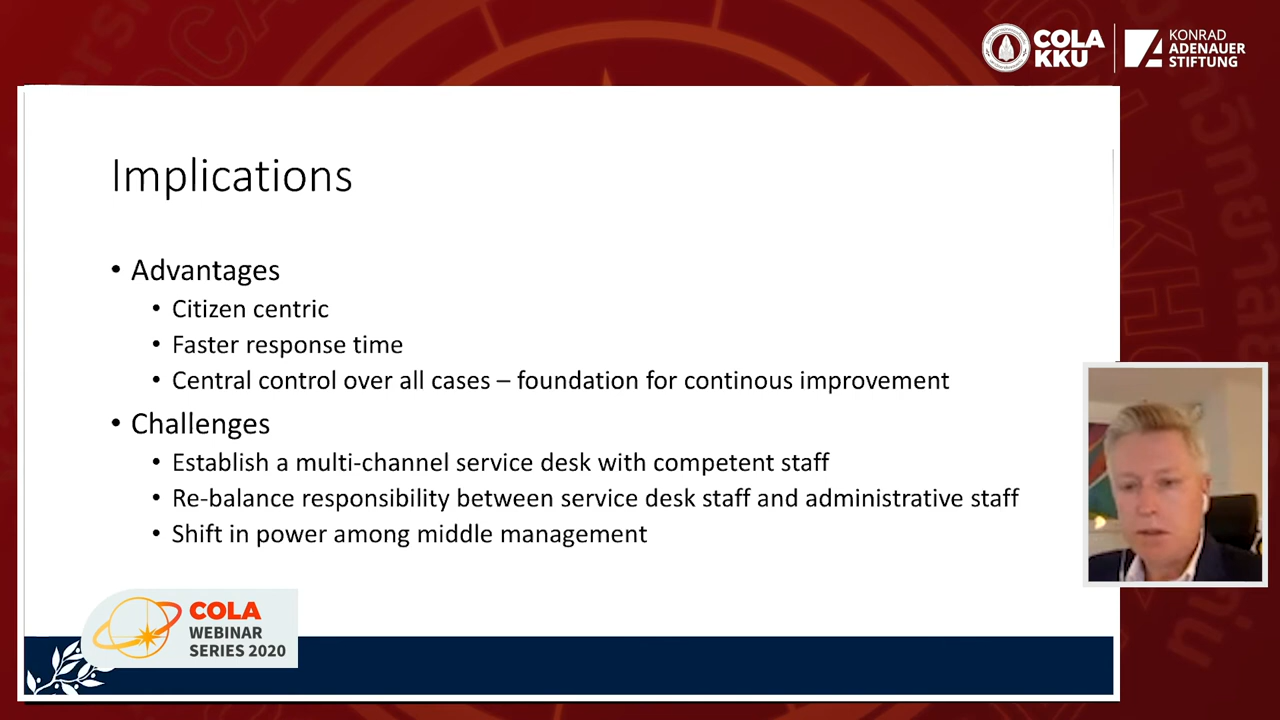 COLA
KKU
KONRAD
ADENAUER
STIFTUNG
Implications
• Advantages
• Citizen centric
• Faster response time
• Central control over all cases – foundation for continous improvement
• Challenges
• Establish a multi-channel service desk with competent staff
• Re-balance responsibility between service desk staff and administrative staff
• Shift in power among middle management
COLA
WEBINAR
SERIES 2020